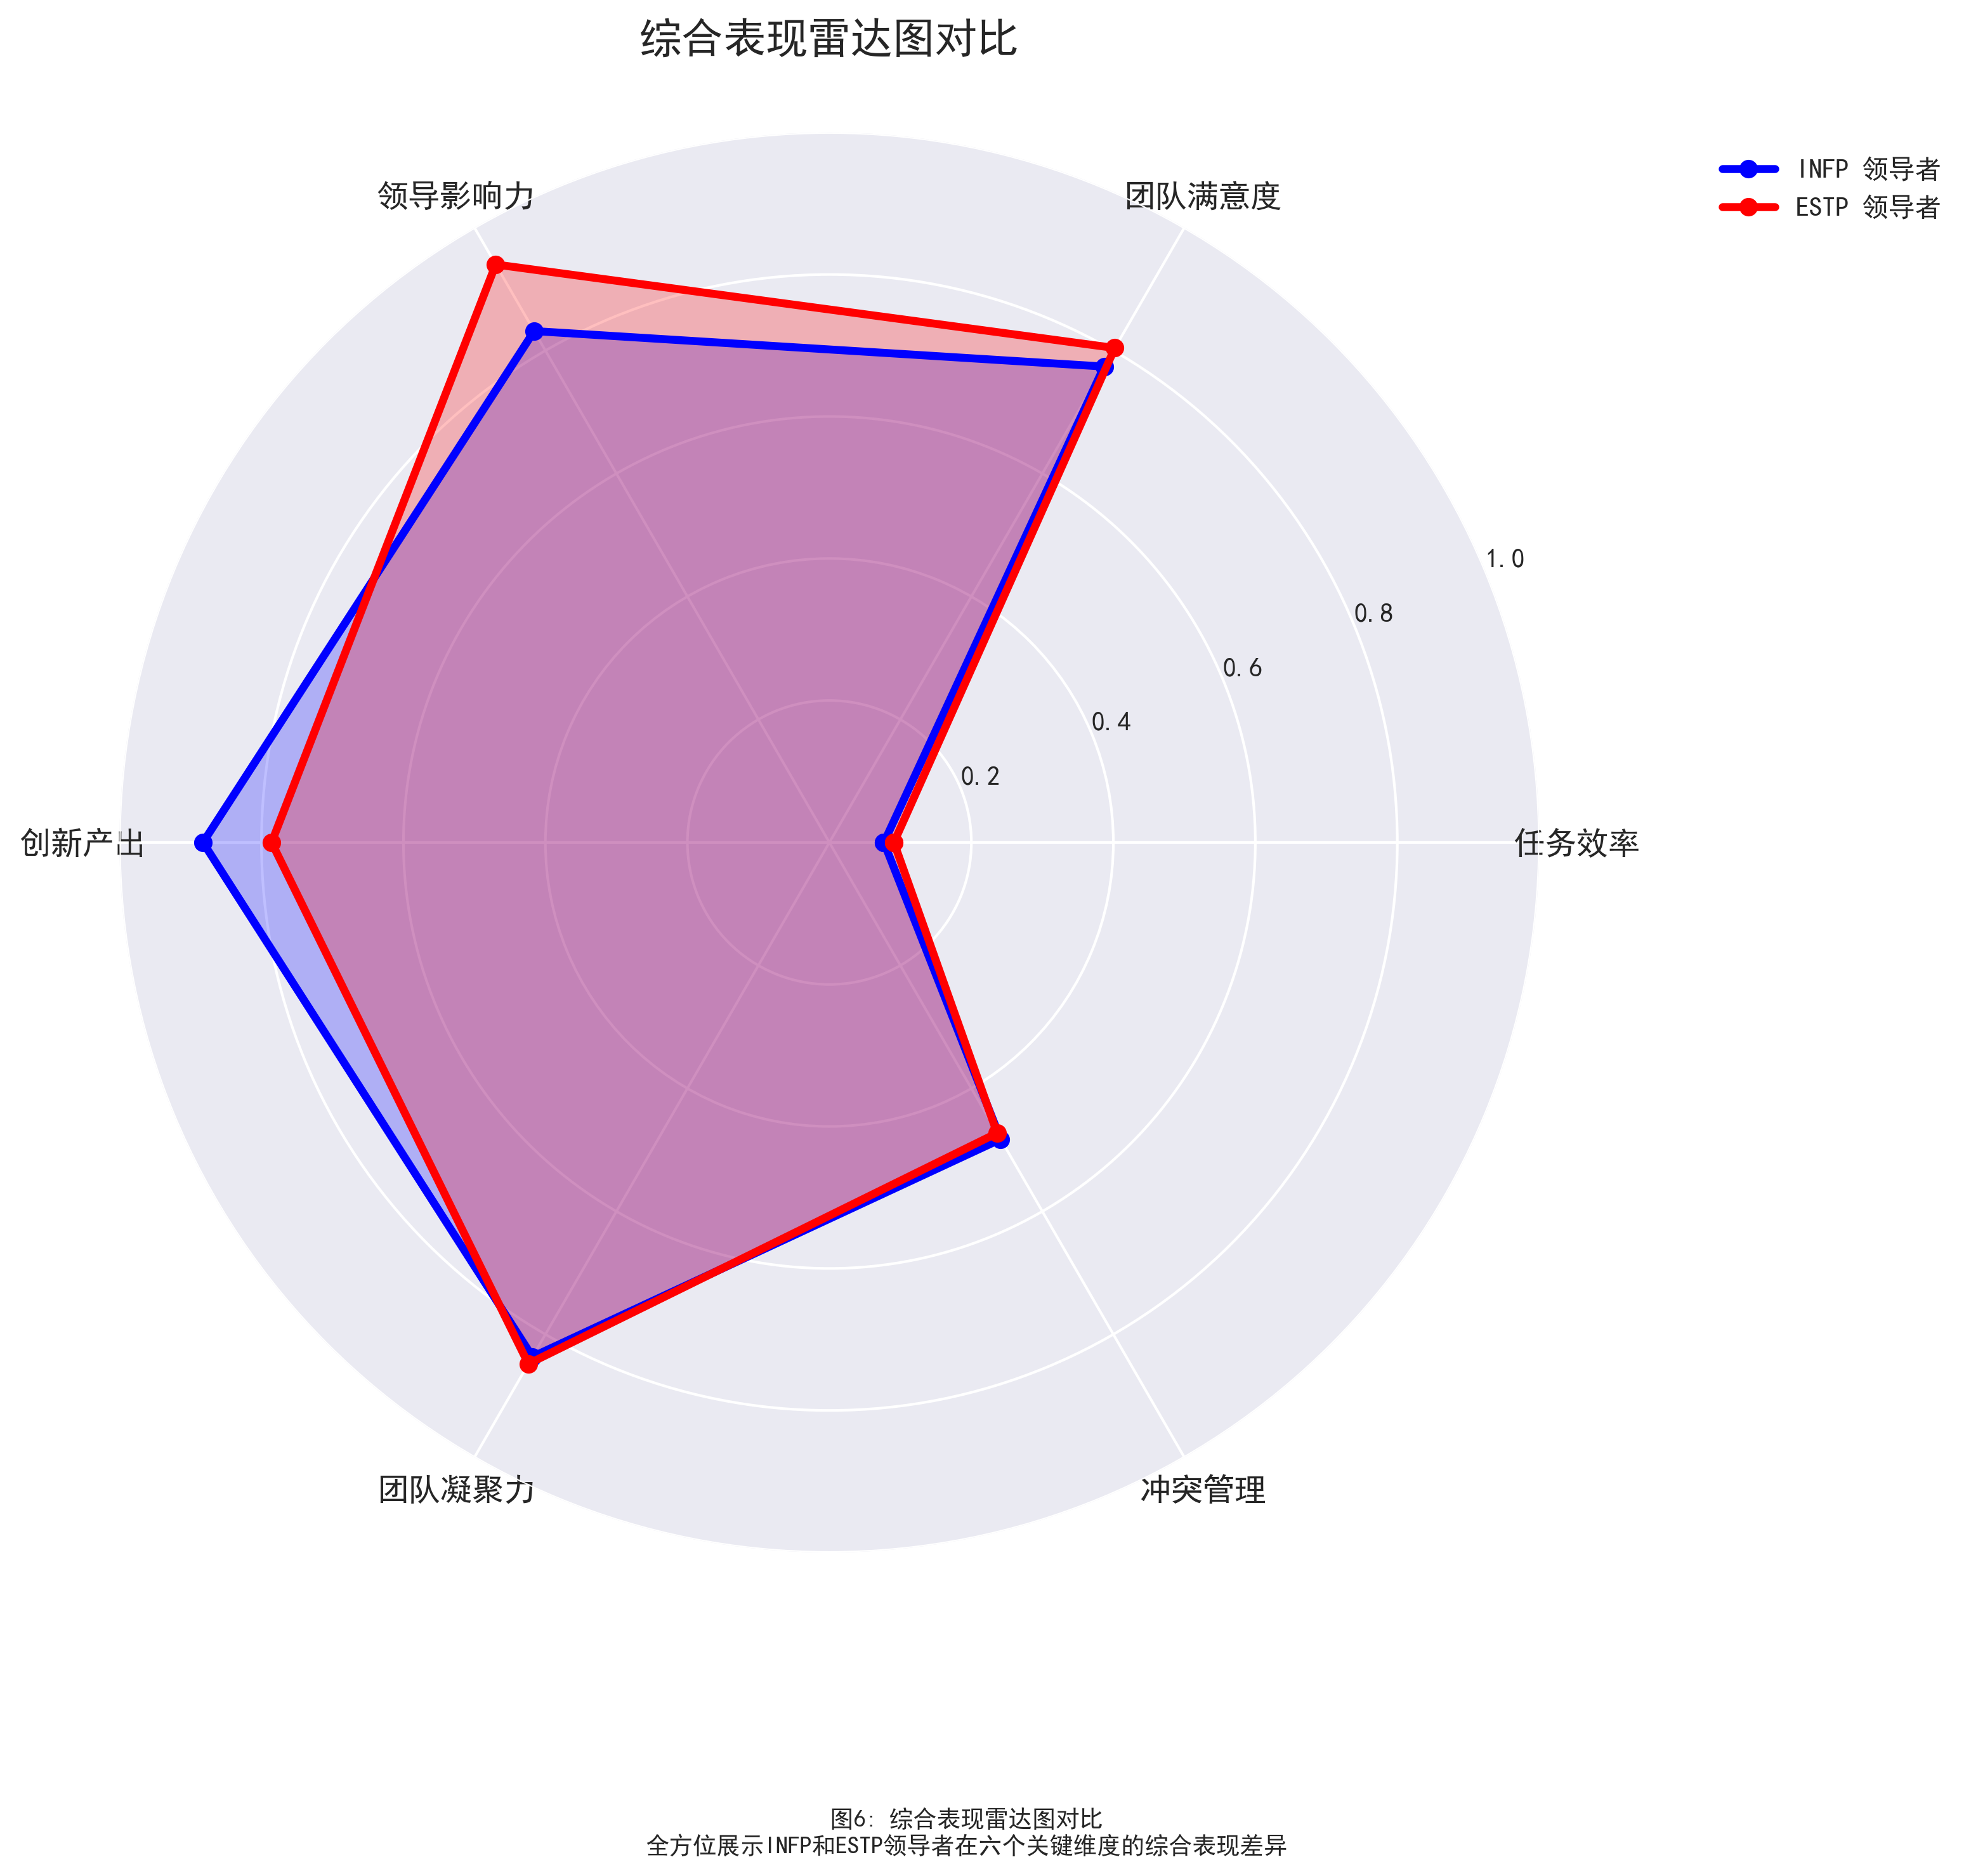 综合表现雷达图对比
INFP 领导者
ESTP 领导者
领导影响力
团队满意度
1.0
0.8
0.6
0.4
0.2
创新产出
任务效率
团队凝聚力
冲突管理
图6: 综合表现雷达图对比
全方位展示INFP和ESTP领导者在六个关键维度的综合表现差异